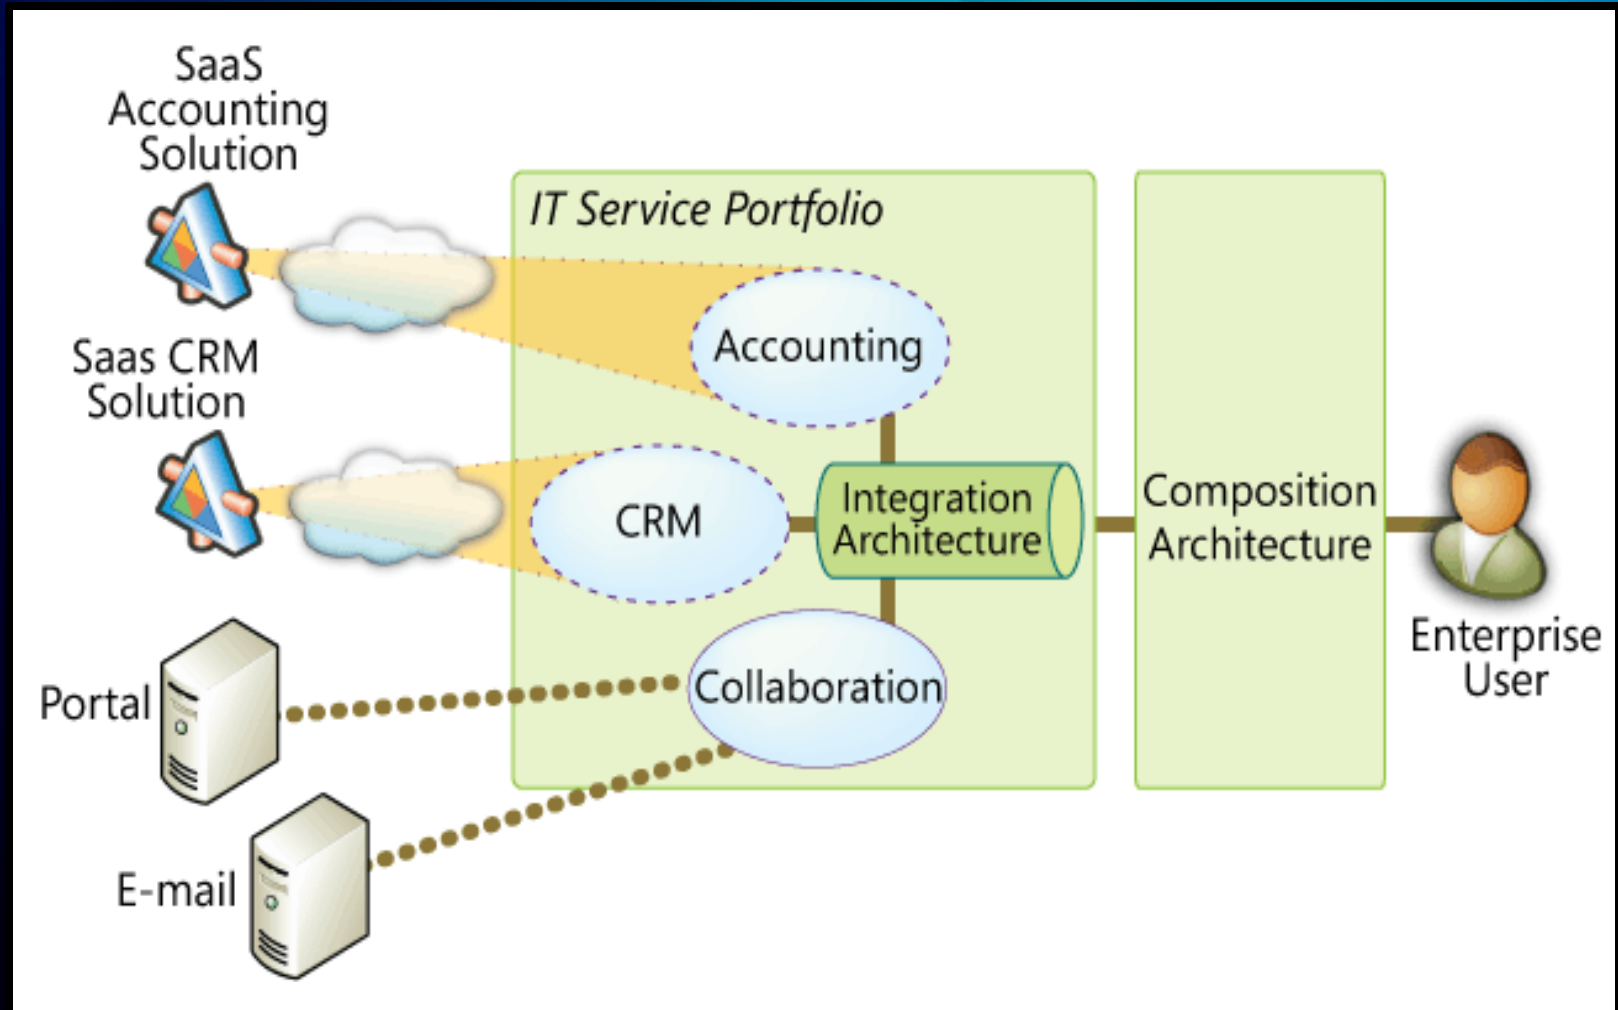 SaaS
Accounting
Solution
IT Service Portfolio
Accounting
Saas CRM
Solution
CRM
Integration
Architecture
Composition
Architecture
Enterprise
User
Collaboration
Portal
E-mail